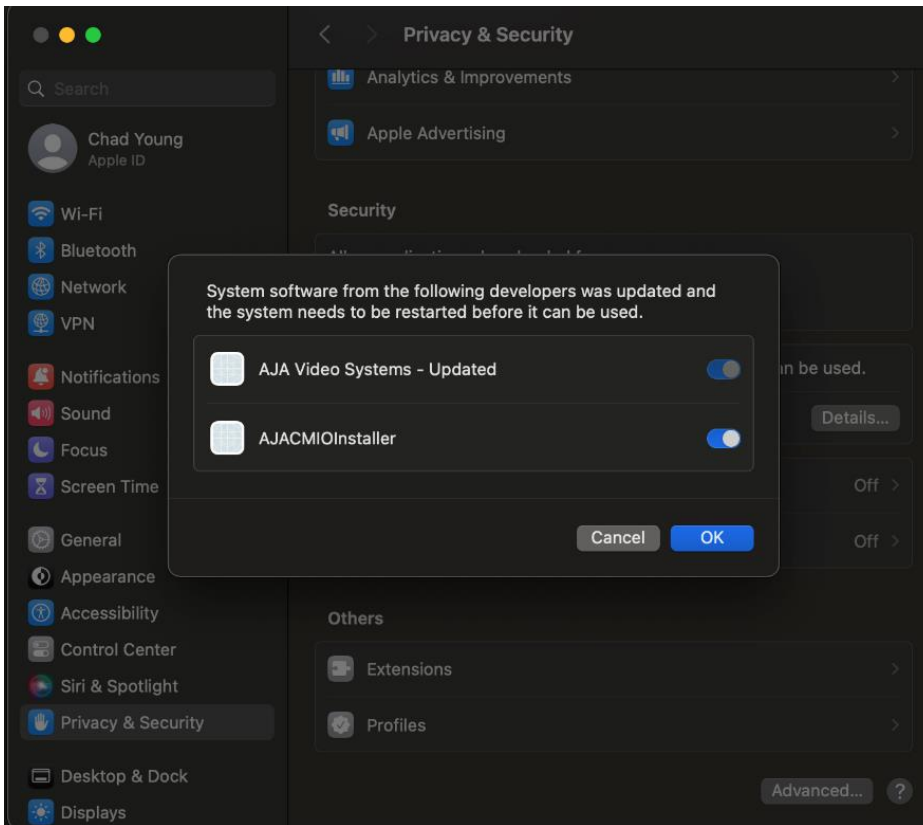 Privacy & Security
Search
Chad Young
Apple ID
Wi-Fi
Bluetooth
Network
VPN
Notifications
Sound
Focus
Screen Time
General
Appearance
Accessibility
Control Center
Siri & Spotlight
Privacy & Security
Desktop & Dock
Displays
Analytics & Improvements
Apple Advertising
Security
System software from the following developers was updated and
the system needs to be restarted before it can be used.
AJA Video Systems - Updated
AJACMIOInstaller
Cancel
OK
be used.
Details...
Off
Off
Others
Extensions
Profiles
Advanced...
?